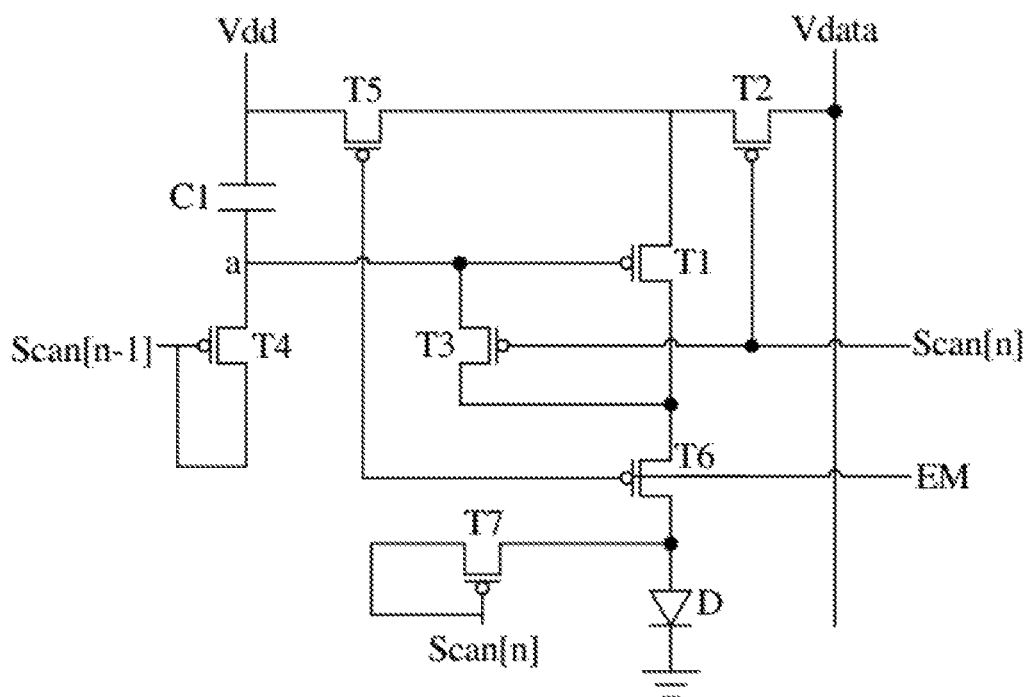 Vdd
Vdata
T5
T2
C1
a
T1
Scan[n-1]
T4
T3
Scan[n]
T6
EM
T7
D
Scan[n]